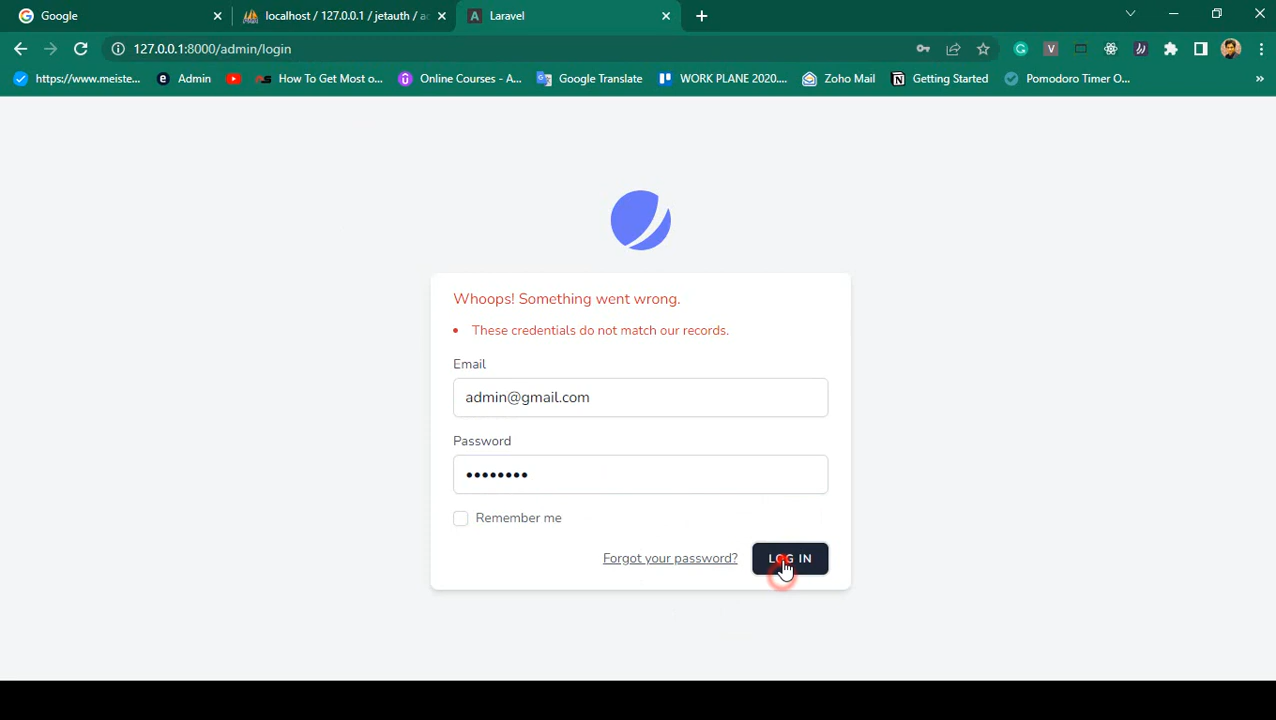 Google
localhost / 127.0.0.1 / jetauth / ac
Laravel
127.0.0.1:8000/admin/login
https://www.meiste...
Admin
How To Get Most o...
Online Courses - A...
Google Translate
WORK PLANE 2020....
Zoho Mail
Getting Started
Pomodoro Timer O...
Whoops! Something went wrong.
These credentials do not match our records.
Email
admin@gmail.com
Password
Remember me
Forgot your password?
LOG IN